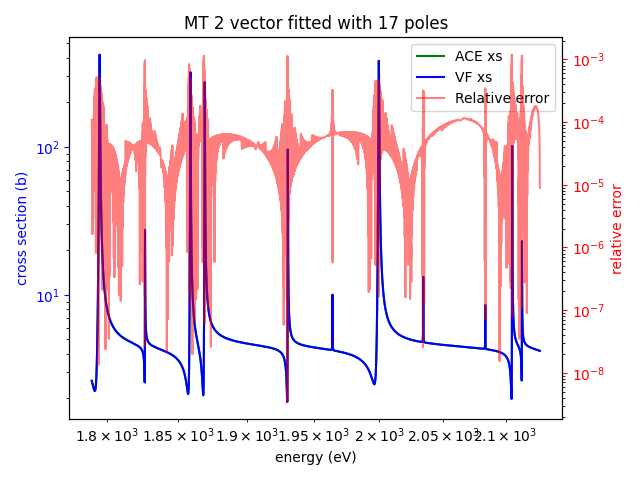 MT 2 vector fitted with 17 poles
ACE xs
VF xs
Relative error
cross section (b)
10²
10¹
relative error
10⁻³
10⁻⁴
10⁻⁵
10⁻⁶
10⁻⁷
10⁻⁸
1.8 × 10³ 1.85 × 10³ 1.9 × 10³ 1.95 × 10³ 2 × 10³ 2.05 × 10³ 2.1 × 10³
energy (eV)